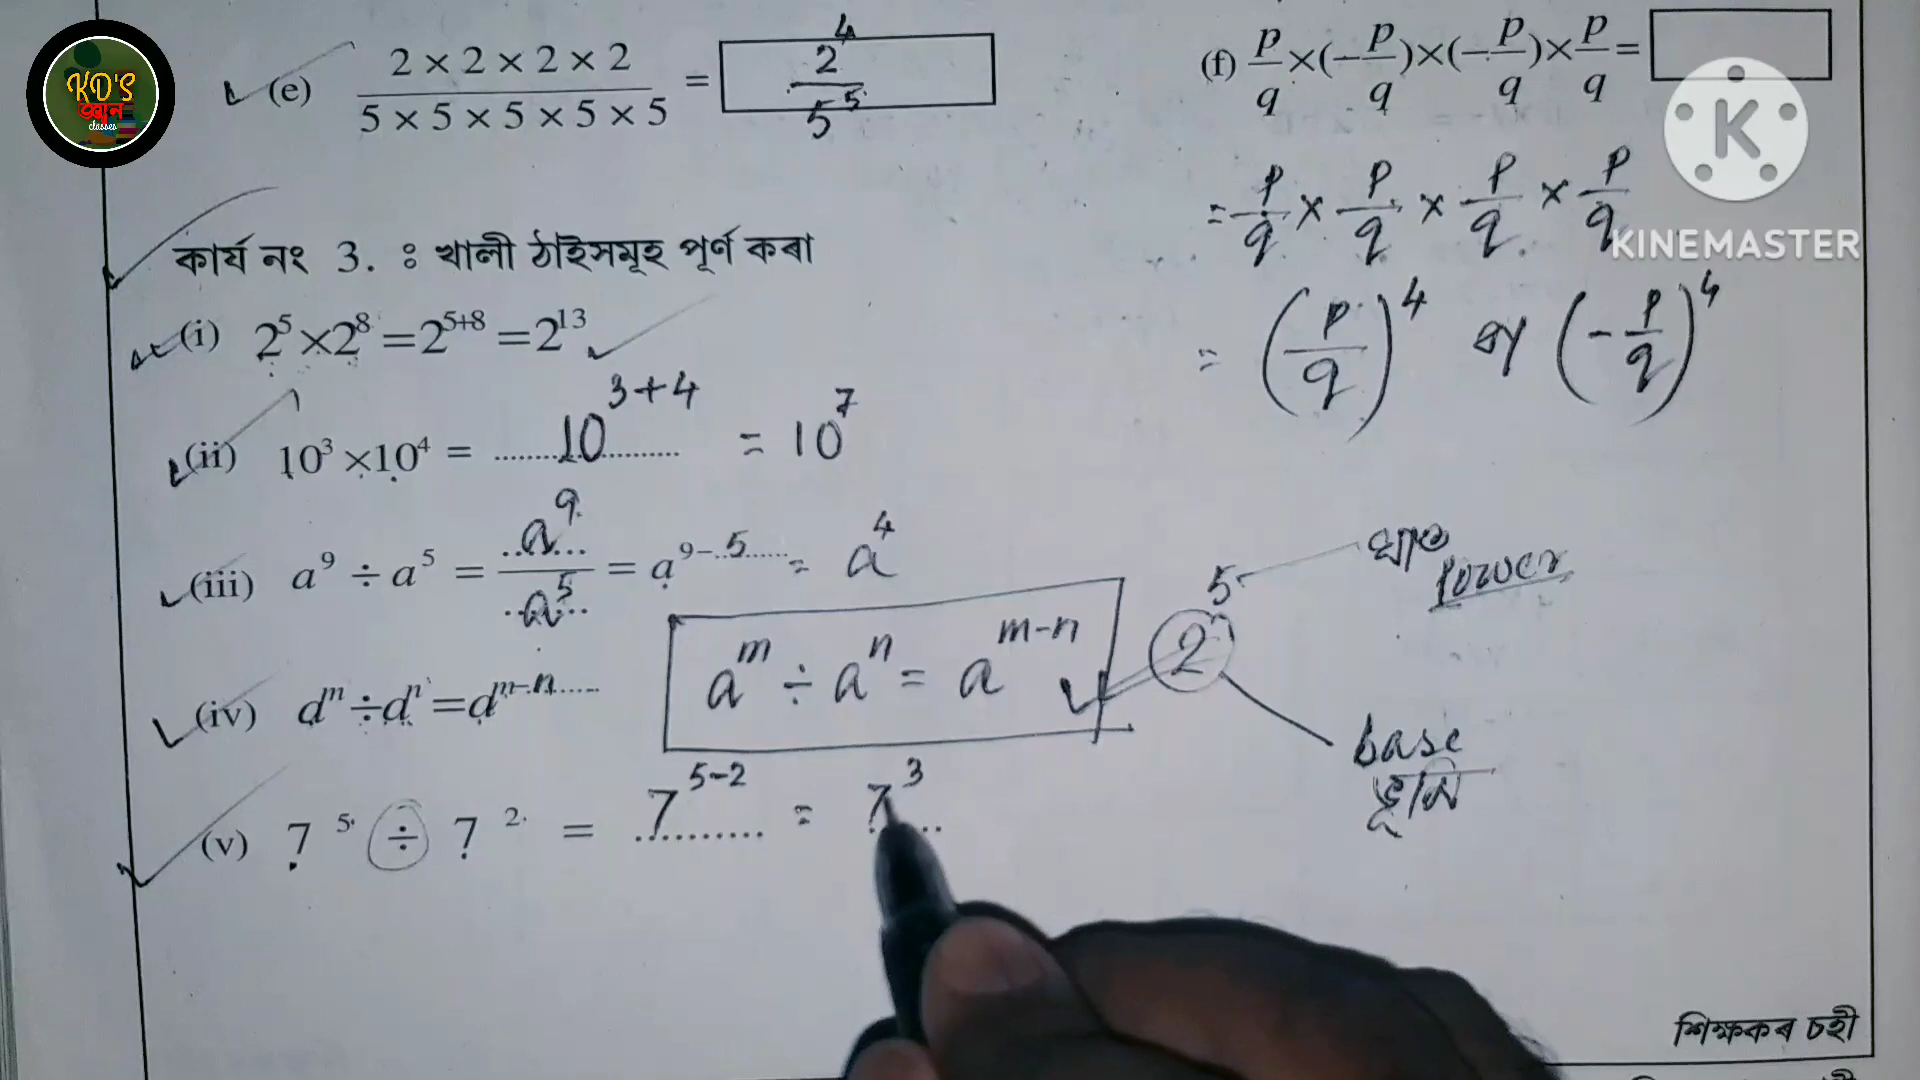 KD'S
জ্ঞান
classes
(e) 2 × 2 × 2 × 2 / 5 × 5 × 5 × 5 × 5 = 2⁴/5⁵
(f) p/q ×(−p/q)×(−p/q)× p/q =
= p/q × p/q × p/q × p/q
KINEMASTER
= (p/q)⁴ বা (−p/q)⁴
কাৰ্য নং 3. ঃ খালী ঠাইসমূহ পূৰ্ণ কৰা
(i) 2⁵ ×2⁸ = 2⁵⁺⁸ = 2¹³
(ii) 10³ ×10⁴ = 10³⁺⁴ = 10⁷
(iii) a⁹ ÷ a⁵ = a⁹/a⁵ = a⁹⁻⁵ = a⁴
2⁵
ঘাত
Power
base
ভূমি
(iv) dᵐ÷dⁿ=dᵐ⁻ⁿ
aᵐ ÷ aⁿ = aᵐ⁻ⁿ
(v) 7⁵ ÷ 7² = 7⁵⁻² = 7³
শিক্ষকৰ চহী